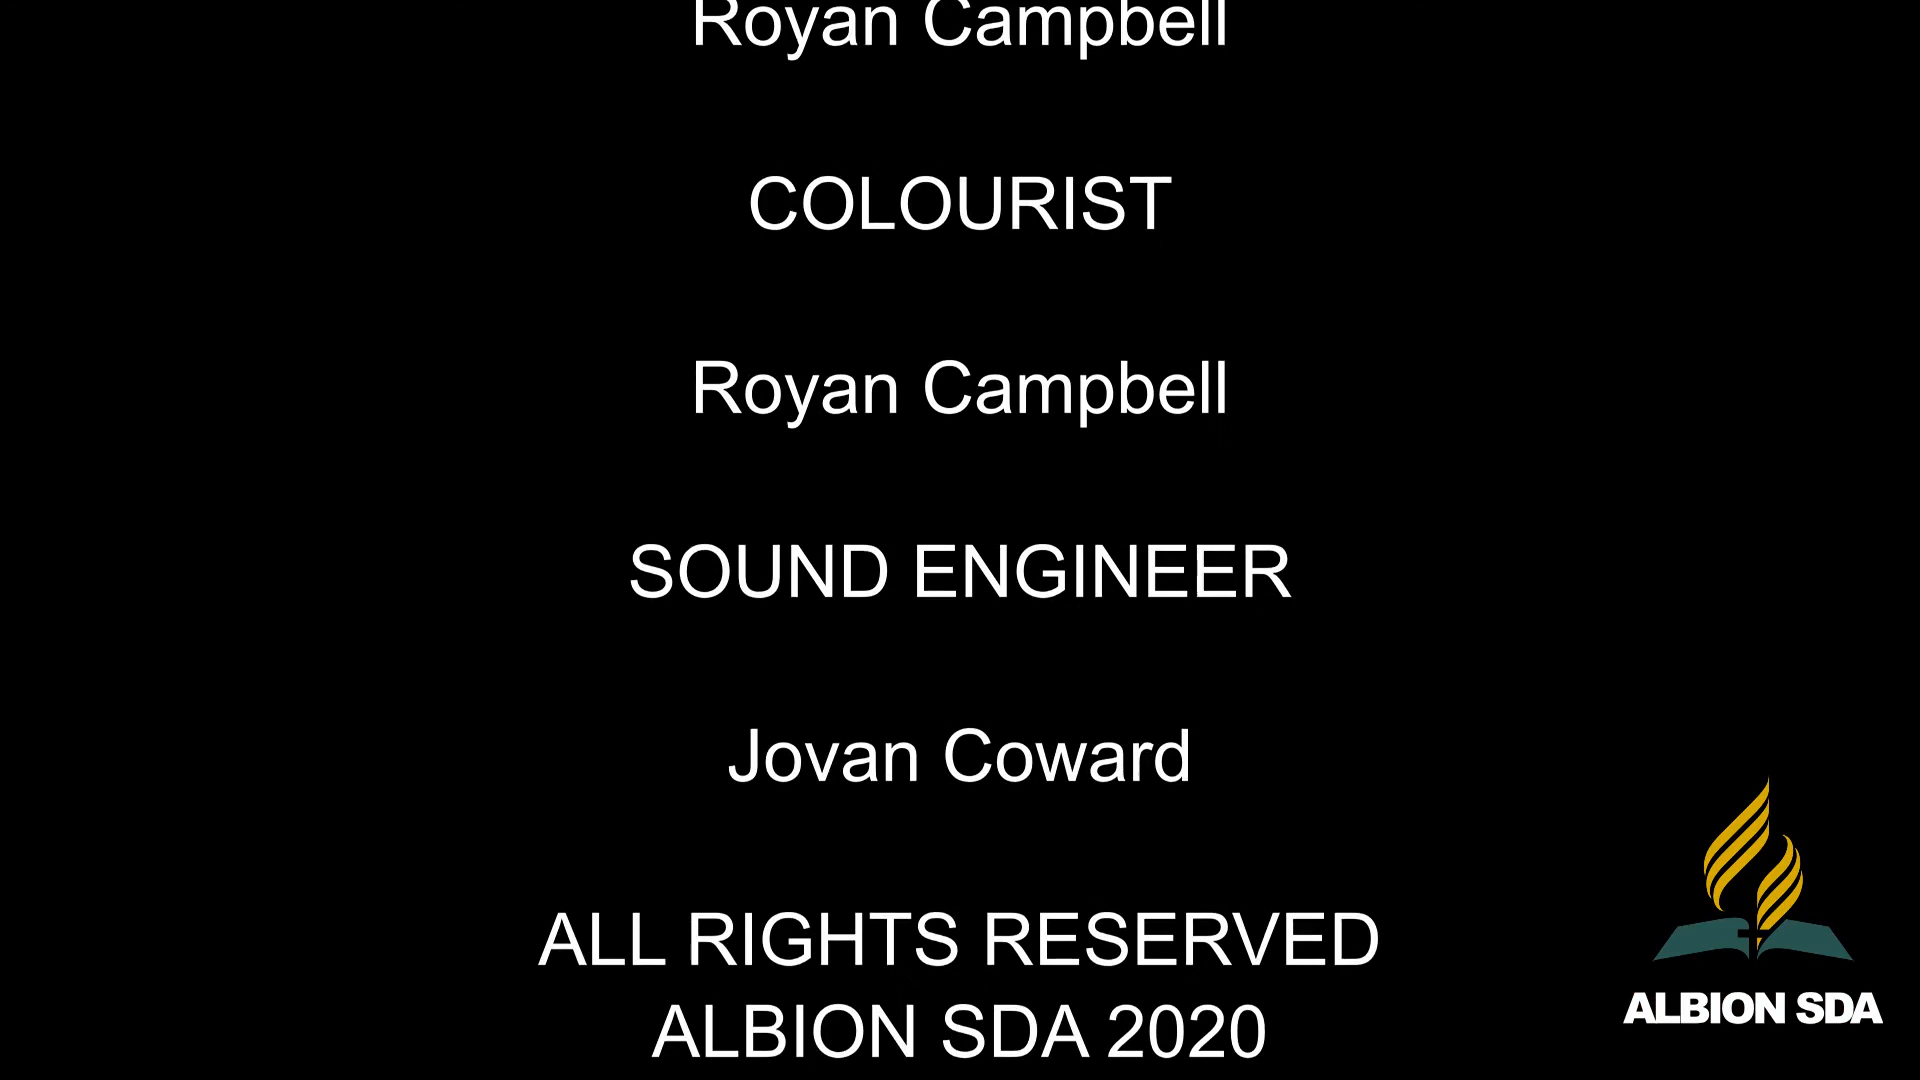 Royan Campbell
COLOURIST
Royan Campbell
SOUND ENGINEER
Jovan Coward
ALL RIGHTS RESERVED
ALBION SDA 2020
ALBION SDA